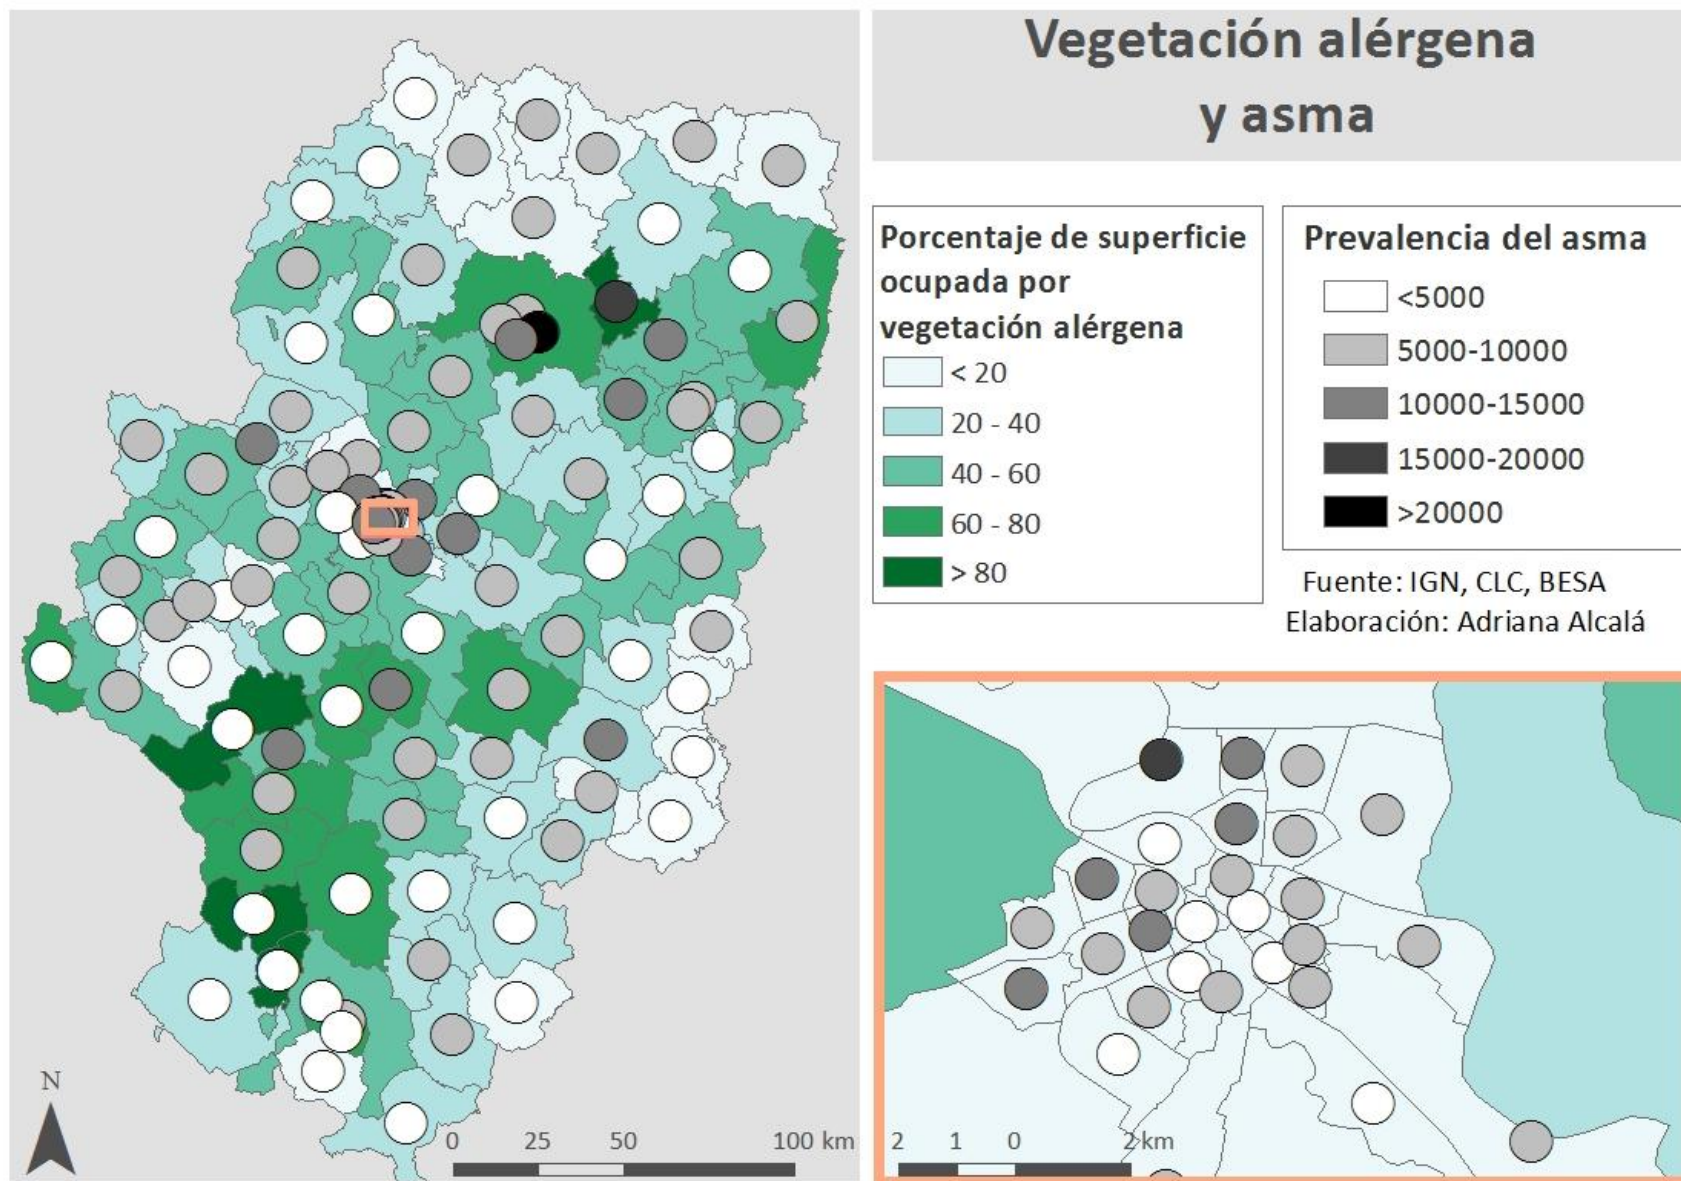 Vegetación alérgena
y asma
Porcentaje de superficie
ocupada por
vegetación alérgena
< 20
20 - 40
40 - 60
60 - 80
> 80
Prevalencia del asma
<5000
5000-10000
10000-15000
15000-20000
>20000
Fuente: IGN, CLC, BESA
Elaboración: Adriana Alcalá
N
0 25 50 100 km
2 1 0 2 km